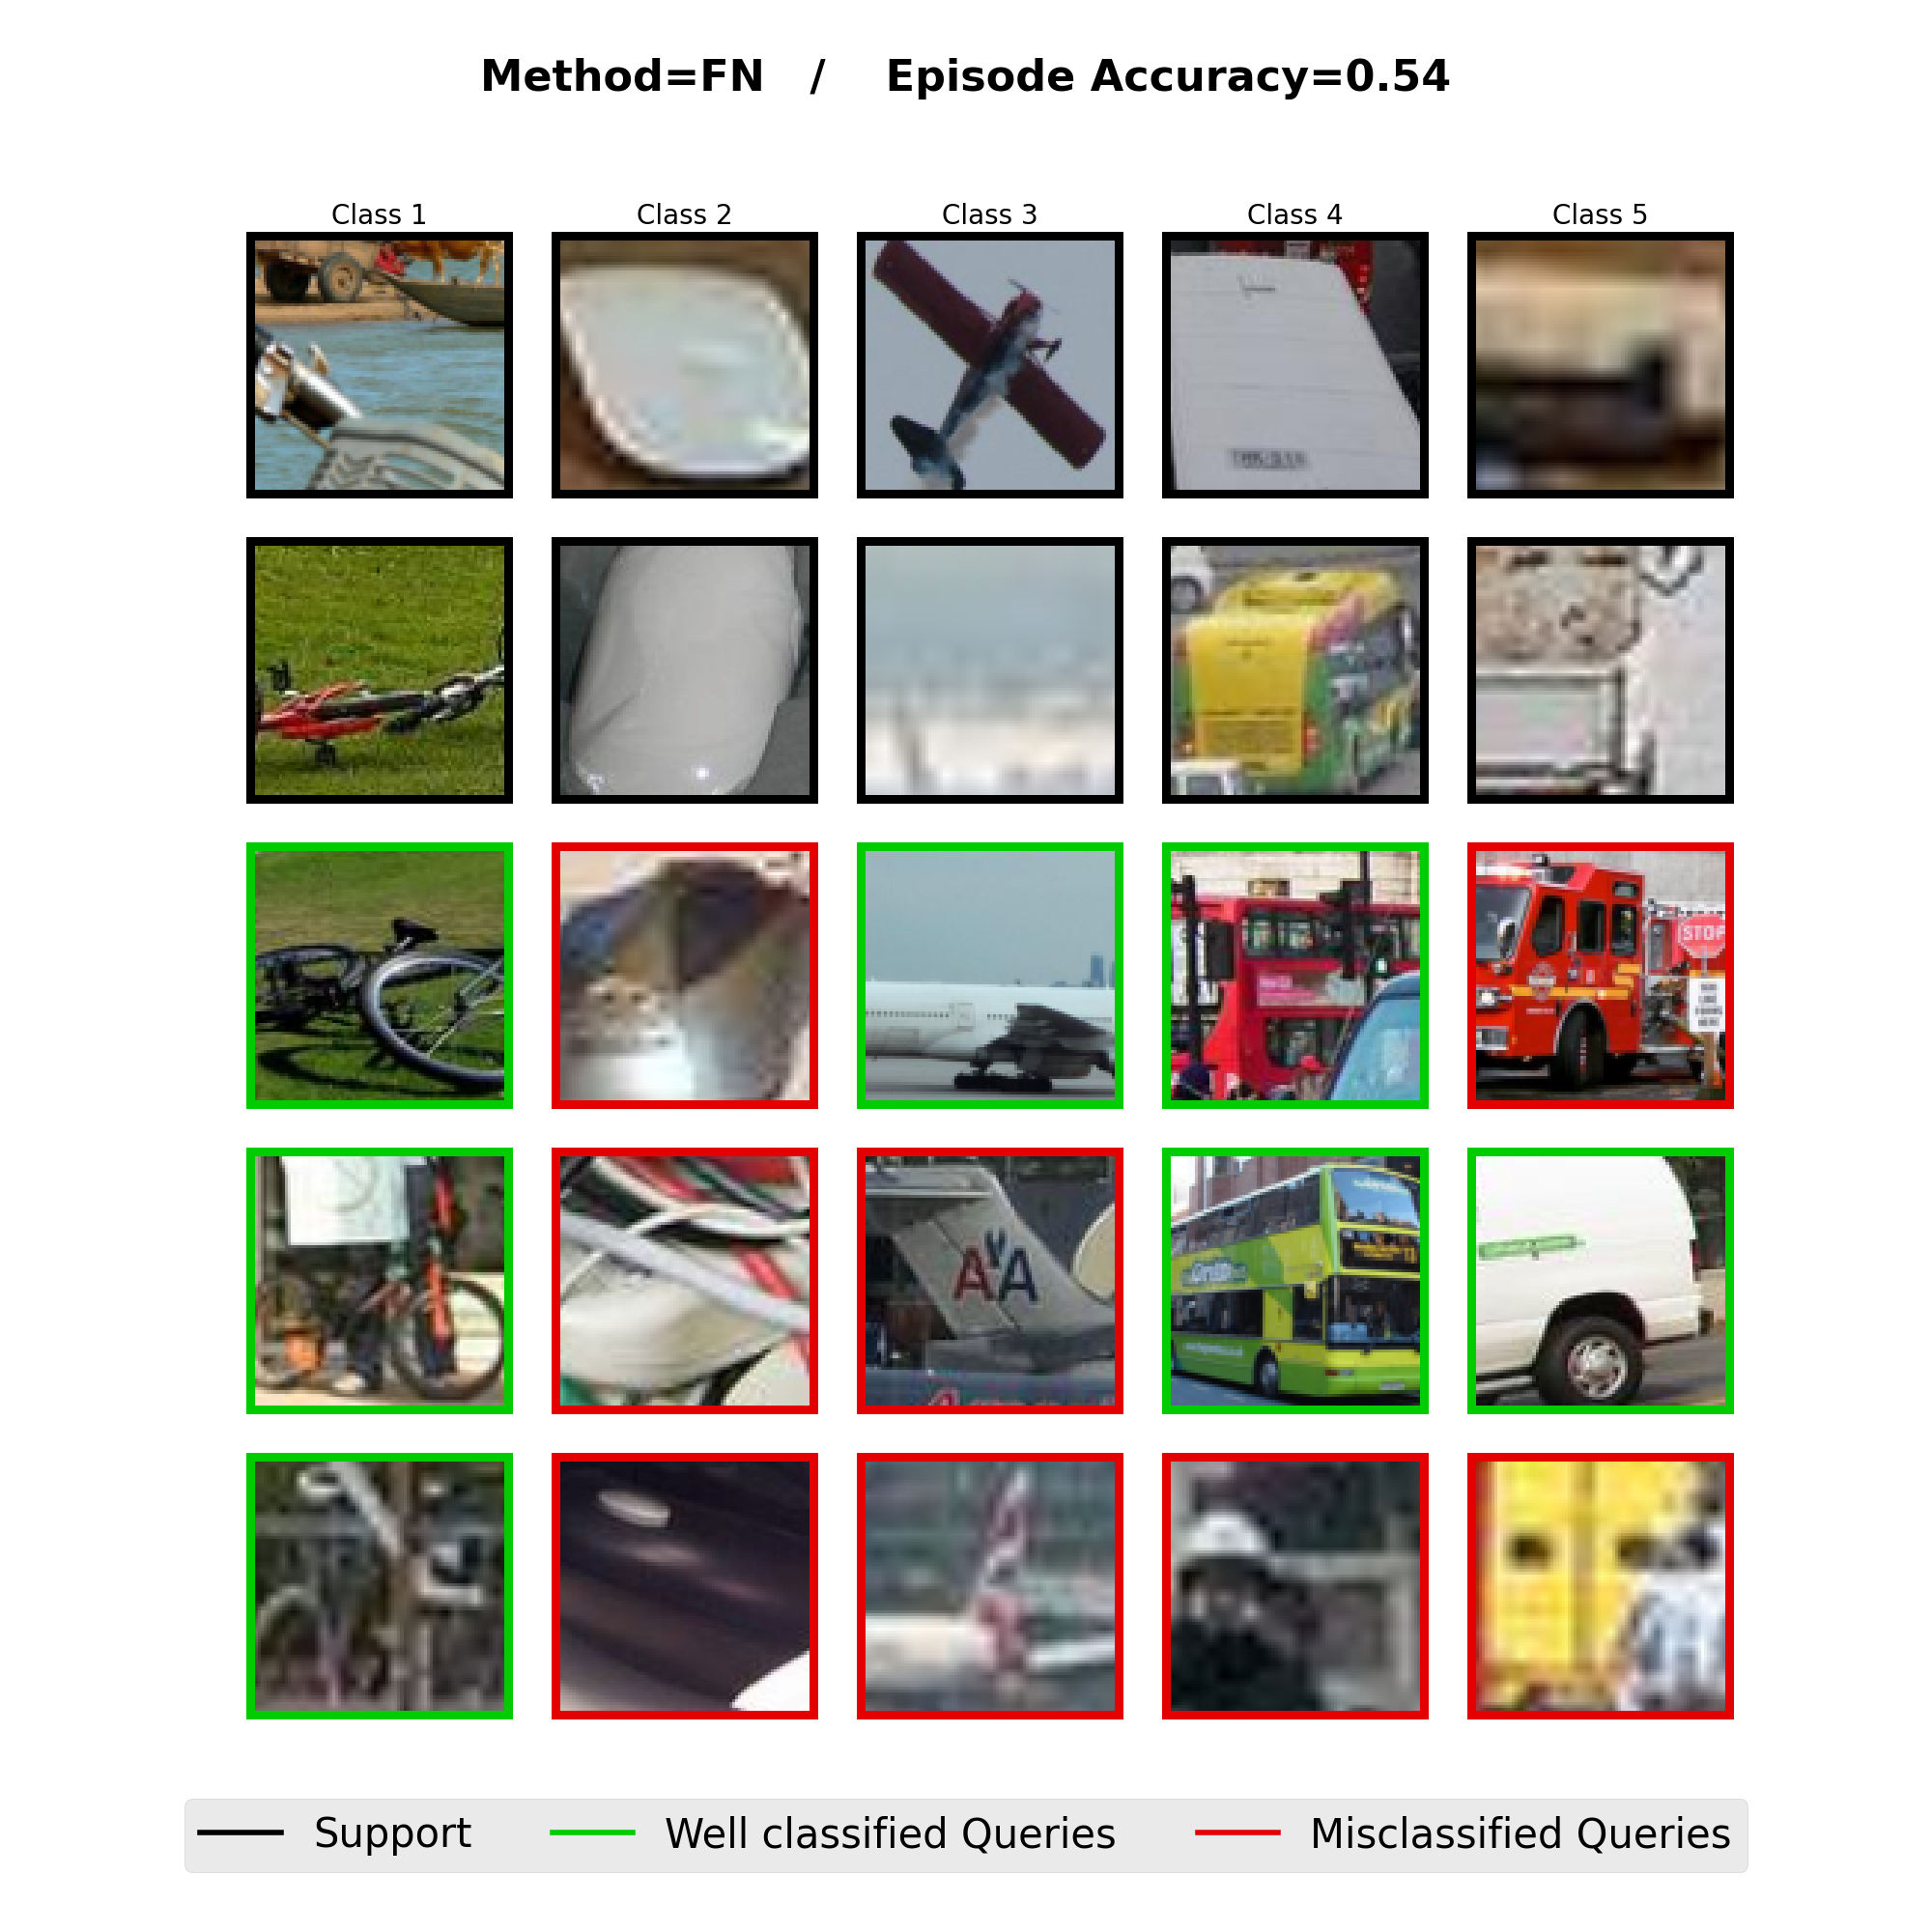 Method=FN / Episode Accuracy=0.54
Class 1 Class 2 Class 3 Class 4 Class 5
STOP
AA
Support Well classified Queries Misclassified Queries